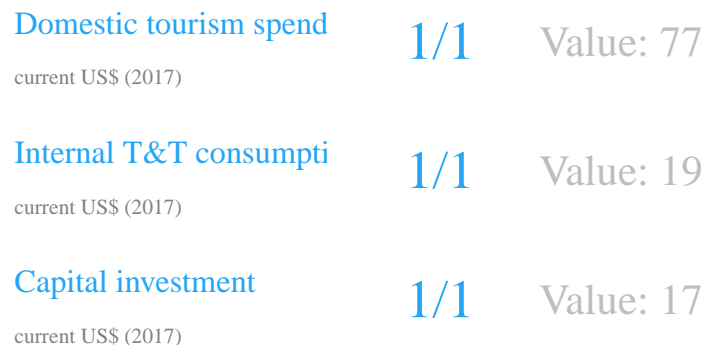 Domestic tourism spend
1/1
Value: 77
current US$ (2017)
Internal T&T consumpti
1/1
Value: 19
current US$ (2017)
Capital investment
1/1
Value: 17
current US$ (2017)